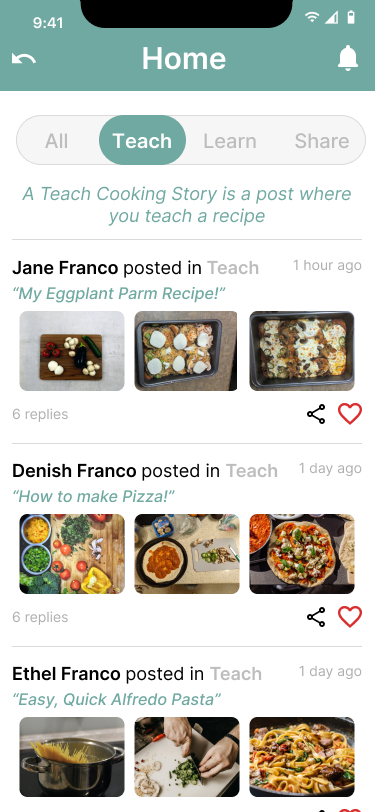 9:41
Home
All Teach Learn Share
A Teach Cooking Story is a post where
you teach a recipe
Jane Franco posted in Teach 1 hour ago
“My Eggplant Parm Recipe!”
6 replies
Denish Franco posted in Teach 1 day ago
“How to make Pizza!”
6 replies
Ethel Franco posted in Teach 1 day ago
“Easy, Quick Alfredo Pasta”